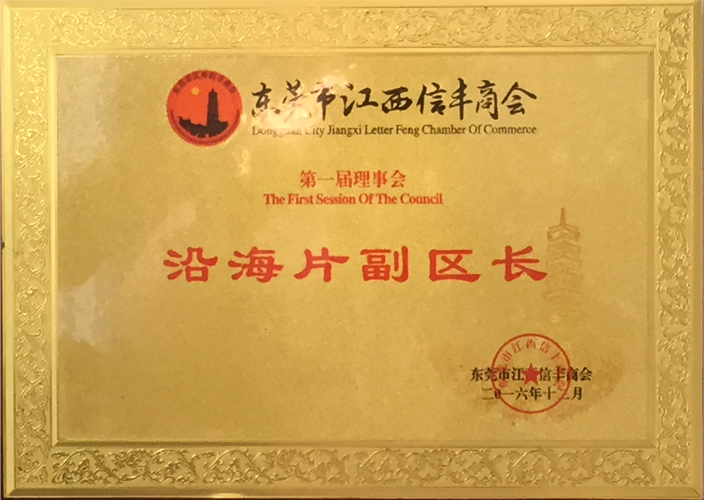 东莞市江西信丰商会
Dongguan City Jiangxi Letter Feng Chamber Of Commerce
第一届理事会
The First Session Of The Council
沿海片副区长
东莞市江西信丰商会
二〇一六年十二月